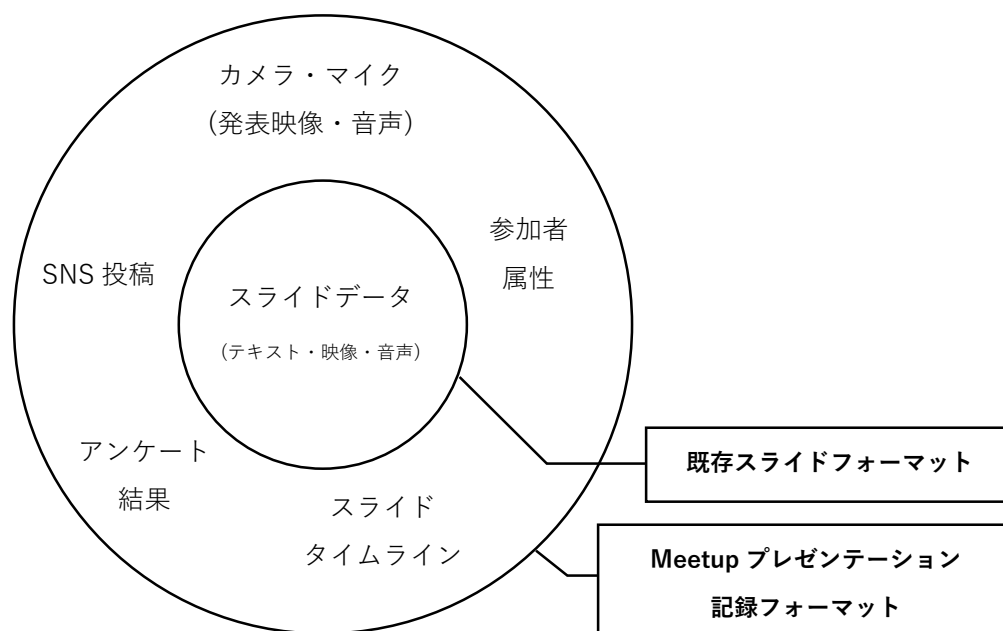 カメラ・マイク
(発表映像・音声)
参加者
属性
SNS 投稿
スライドデータ
(テキスト・映像・音声)
アンケート
結果
スライド
タイムライン
既存スライドフォーマット
Meetup プレゼンテーション
記録フォーマット